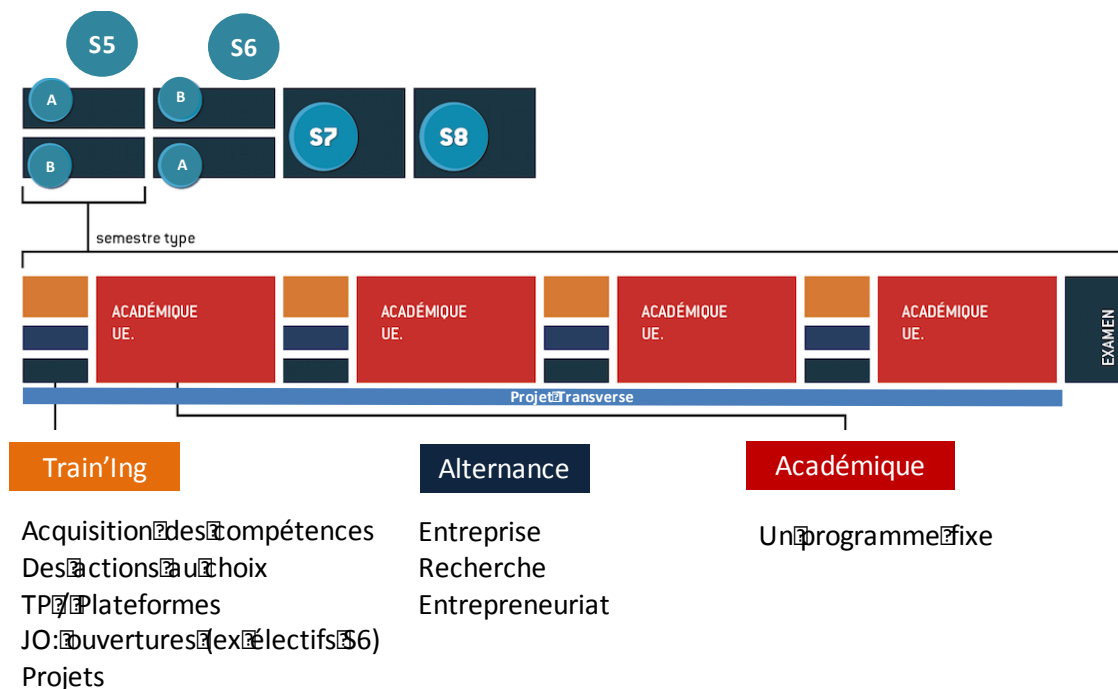 S5
S6
A
B
S7
S8
B
A
semestre type
ACADÉMIQUE
UE.
ACADÉMIQUE
UE.
ACADÉMIQUE
UE.
ACADÉMIQUE
UE.
EXAMEN
Projet Transverse
Train'Ing
Acquisition des compétences
Des actions au choix
TP / Plateformes
JO: ouvertures (ex électifs S6)
Projets
Alternance
Entreprise
Recherche
Entrepreneuriat
Académique
Un programme fixe